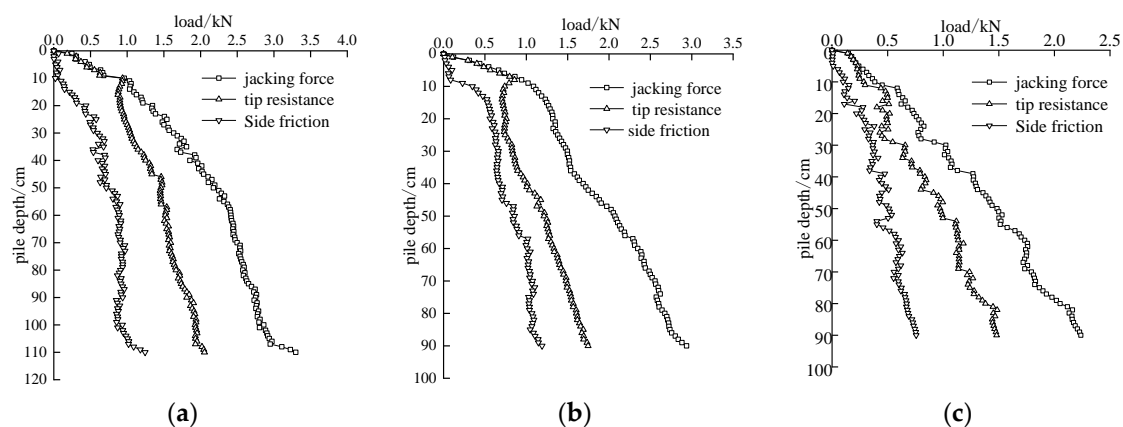 load/kN
0 0.5 1.0 1.5 2.0 2.5 3.0 3.5 4.0
0
10
20
30
40
50
60
70
80
90
100
110
120
pile depth/cm
jacking force
tip resistance
Side friction
(a)
load/kN
0.0 0.5 1.0 1.5 2.0 2.5 3.0 3.5
0
10
20
30
40
50
60
70
80
90
100
pile depth/cm
jacking force
tip resistance
side friction
(b)
load/kN
0 0.5 1.0 1.5 2.0 2.5
0
10
20
30
40
50
60
70
80
90
100
pile depth/cm
jacking force
tip resistance
Side friction
(c)